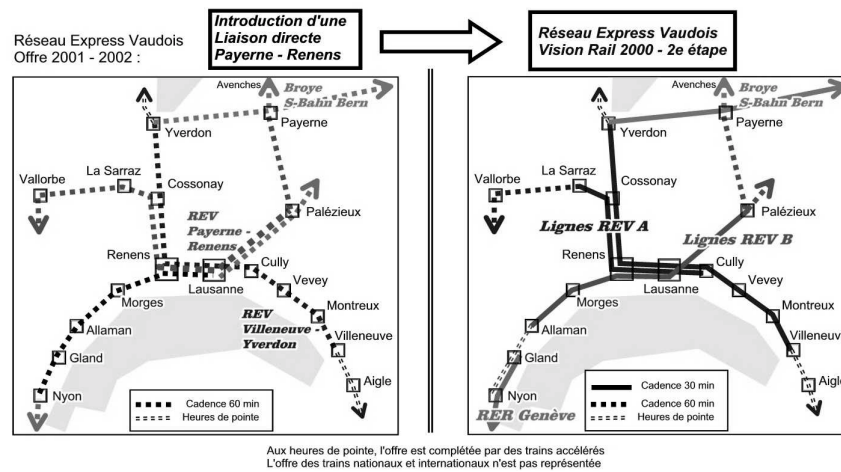 Réseau Express Vaudois
Offre 2001 - 2002 :
Introduction d'une
Liaison directe
Payerne - Renens
Réseau Express Vaudois
Vision Rail 2000 - 2e étape
Avenches
Broye
S-Bahn Bern
Yverdon
Payerne
Vallorbe
La Sarraz
Cossonay
REV
Payerne -
Renens
Palézieux
Renens
Lausanne
Cully
Vevey
Morges
Montreux
REV
Villeneuve -
Yverdon
Villeneuve
Allaman
Gland
Aigle
Nyon
Cadence 60 min
Heures de pointe
Avenches
Broye
S-Bahn Bern
Yverdon
Payerne
La Sarraz
Vallorbe
Cossonay
Palézieux
Lignes REV A
Lignes REV B
Renens
Cully
Lausanne
Vevey
Morges
Montreux
Allaman
Villeneuve
Gland
Aigle
Nyon
RER Genève
Cadence 30 min
Cadence 60 min
Heures de pointe
Aux heures de pointe, l'offre est complétée par des trains accélérés
L'offre des trains nationaux et internationaux n'est pas représentée